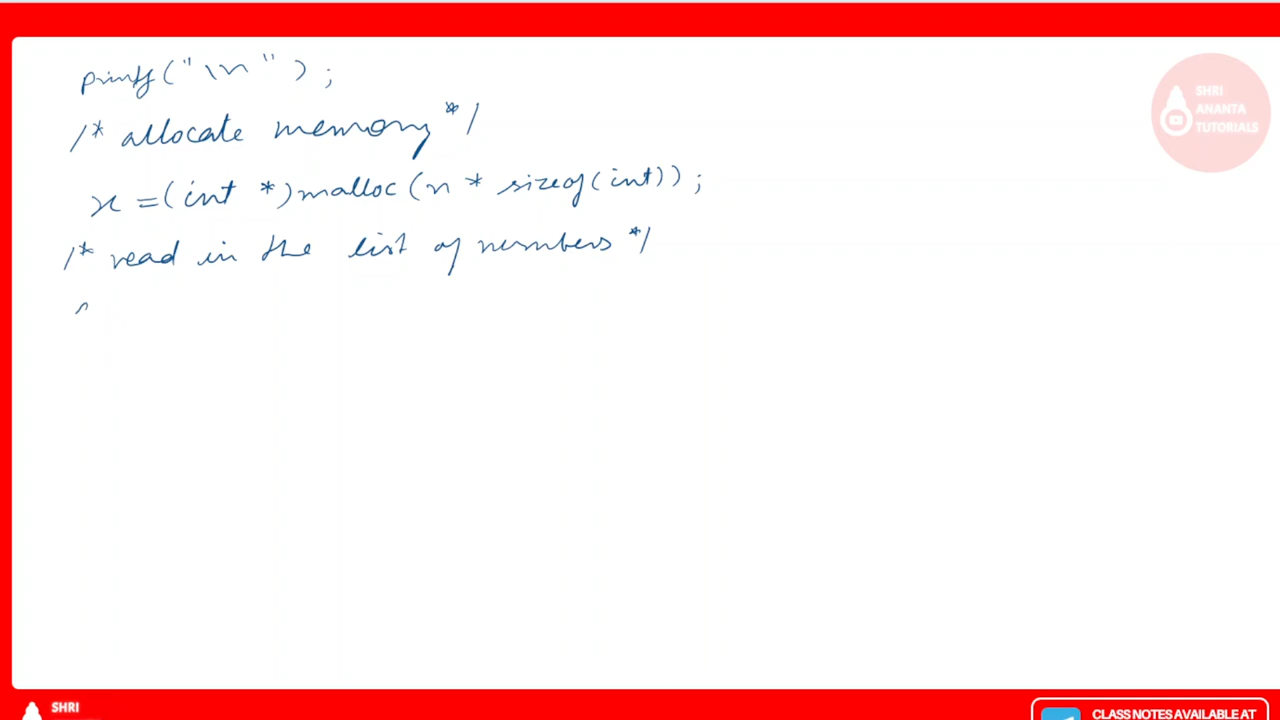 printf("\n");
/* allocate memory */
x = (int *) malloc (n * sizeof(int));
/* read in the list of numbers */
SHRI
ANANTA
TUTORIALS
SHRI
CLASS NOTES AVAILABLE AT